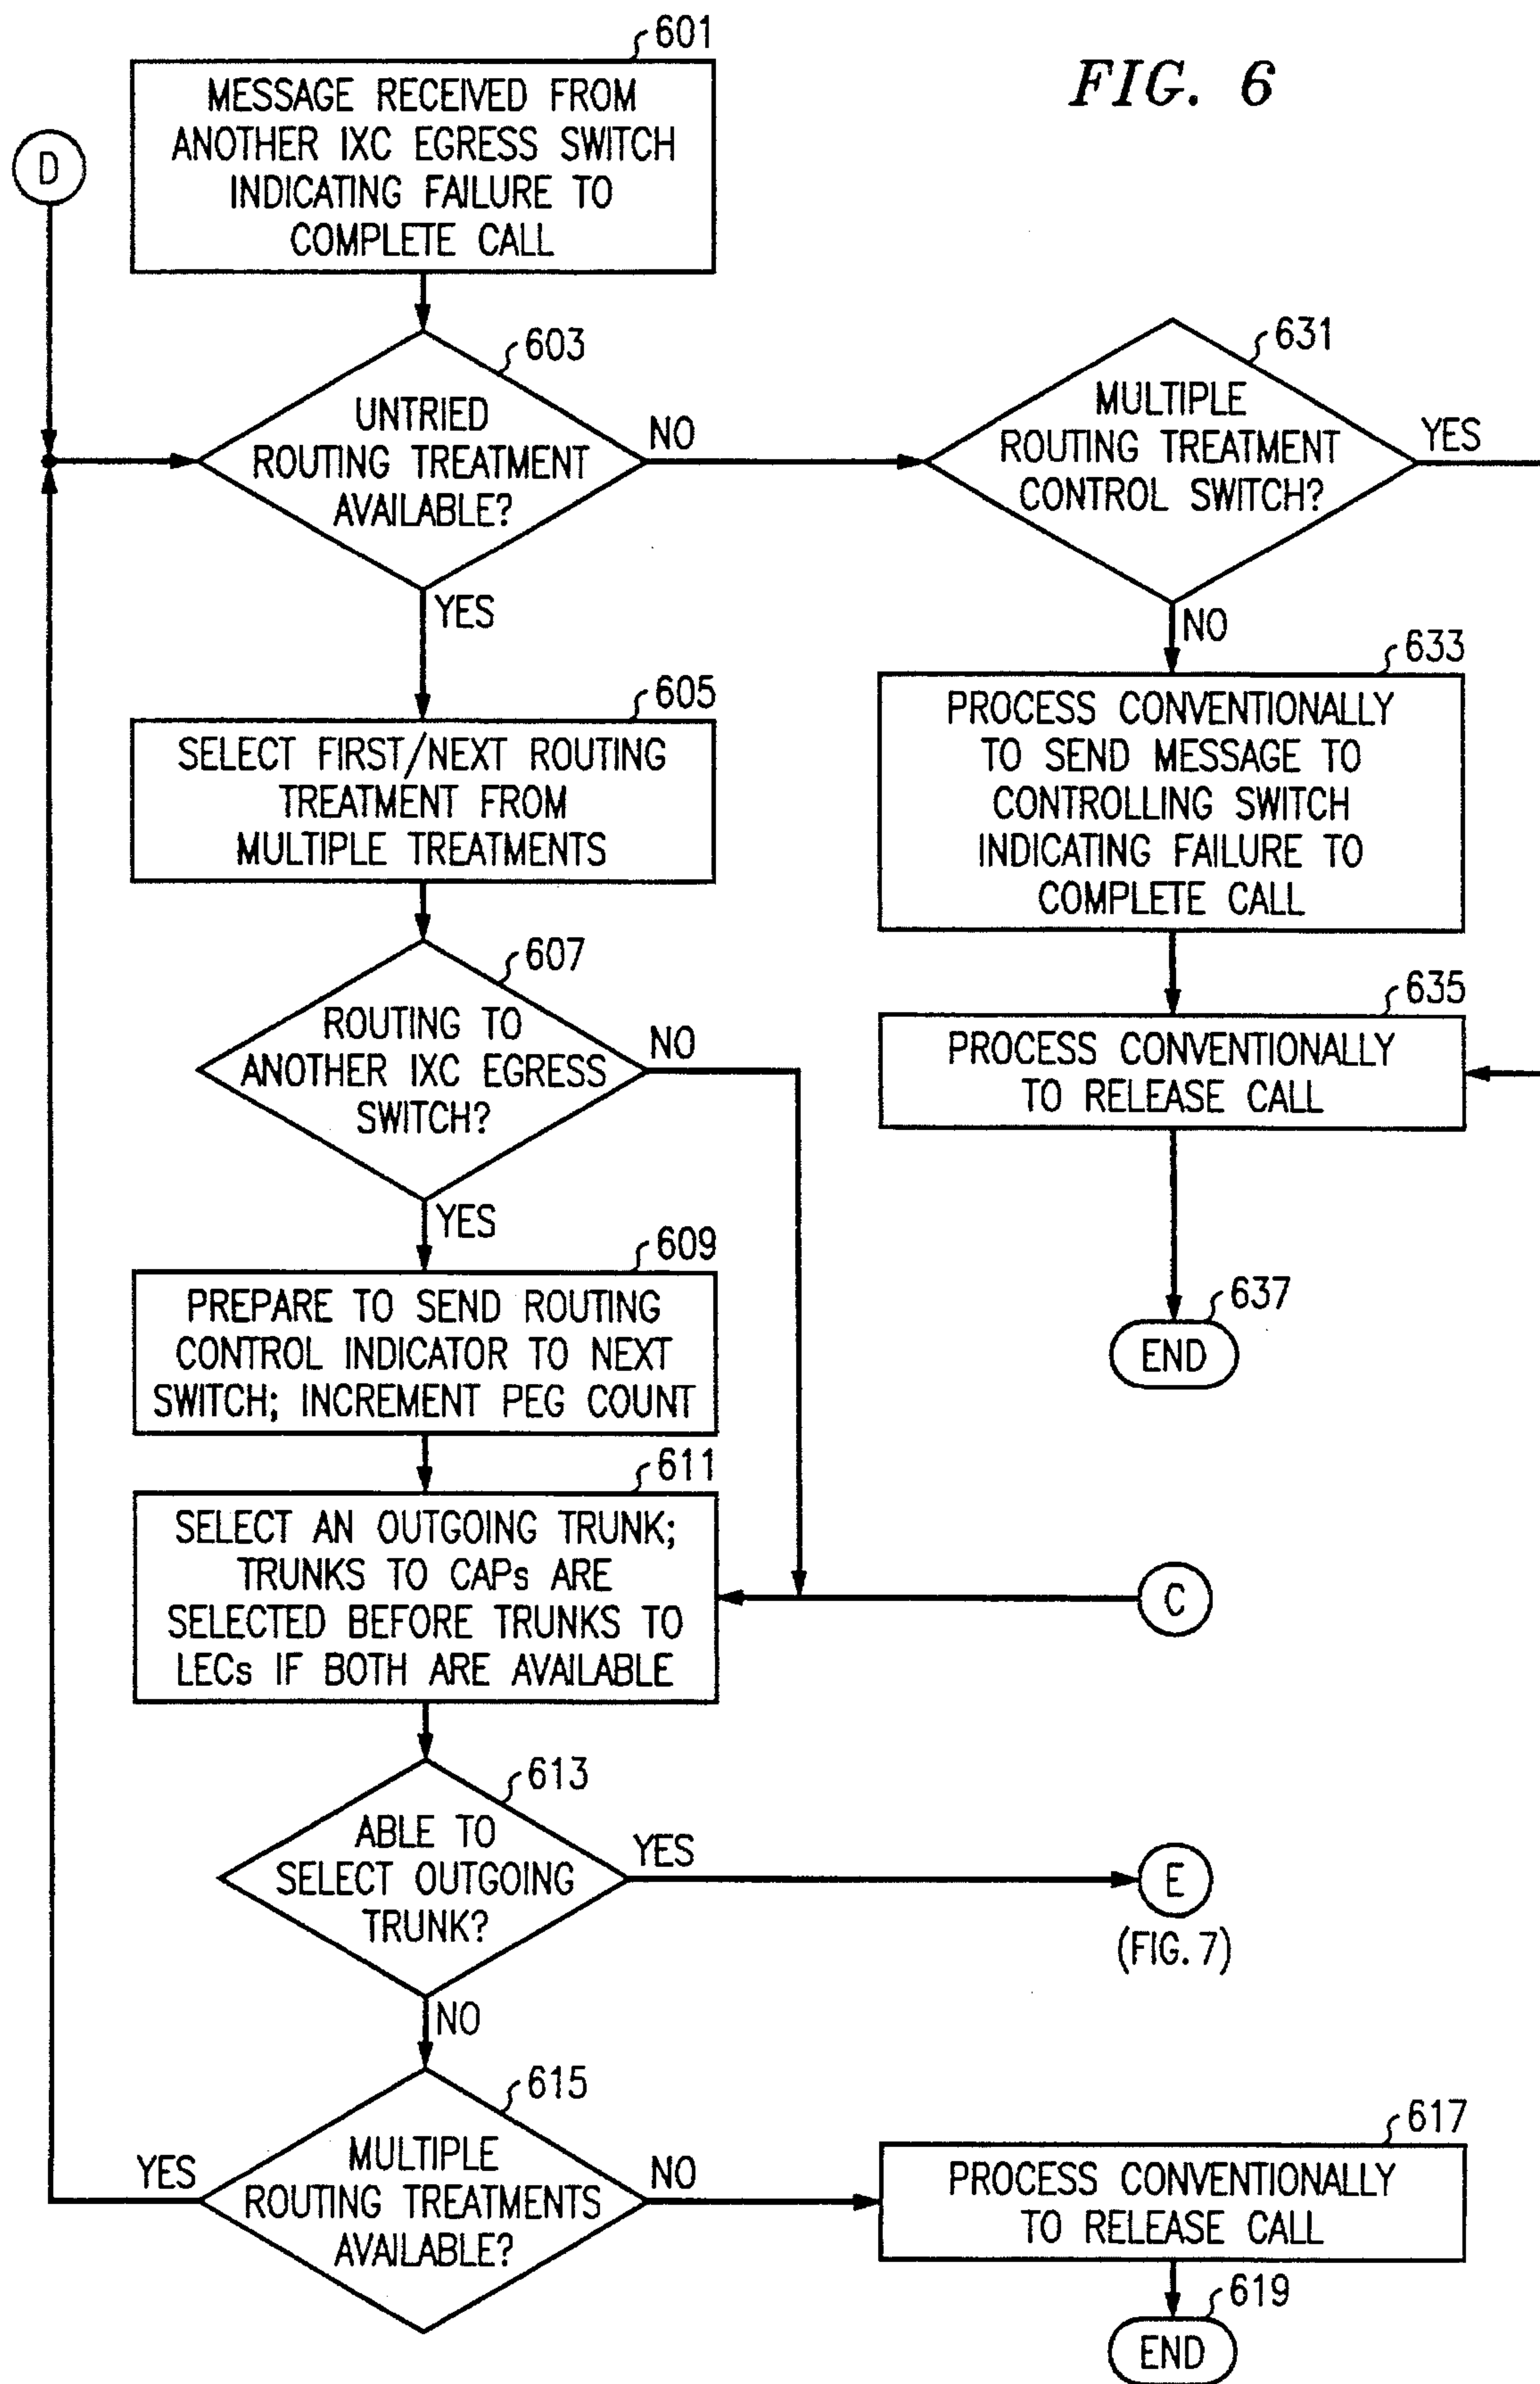 FIG. 6
601
MESSAGE RECEIVED FROM
ANOTHER IXC EGRESS SWITCH
INDICATING FAILURE TO
COMPLETE CALL
D
603
UNTRIED
ROUTING TREATMENT
AVAILABLE?
NO
YES
631
MULTIPLE
ROUTING TREATMENT
CONTROL SWITCH?
YES
NO
605
SELECT FIRST/NEXT ROUTING
TREATMENT FROM
MULTIPLE TREATMENTS
633
PROCESS CONVENTIONALLY
TO SEND MESSAGE TO
CONTROLLING SWITCH
INDICATING FAILURE TO
COMPLETE CALL
607
ROUTING TO
ANOTHER IXC EGRESS
SWITCH?
NO
YES
635
PROCESS CONVENTIONALLY
TO RELEASE CALL
637
END
609
PREPARE TO SEND ROUTING
CONTROL INDICATOR TO NEXT
SWITCH; INCREMENT PEG COUNT
611
SELECT AN OUTGOING TRUNK;
TRUNKS TO CAPs ARE
SELECTED BEFORE TRUNKS TO
LECs IF BOTH ARE AVAILABLE
C
613
ABLE TO
SELECT OUTGOING
TRUNK?
YES
E
(FIG. 7)
NO
615
MULTIPLE
ROUTING TREATMENTS
AVAILABLE?
YES
NO
617
PROCESS CONVENTIONALLY
TO RELEASE CALL
619
END